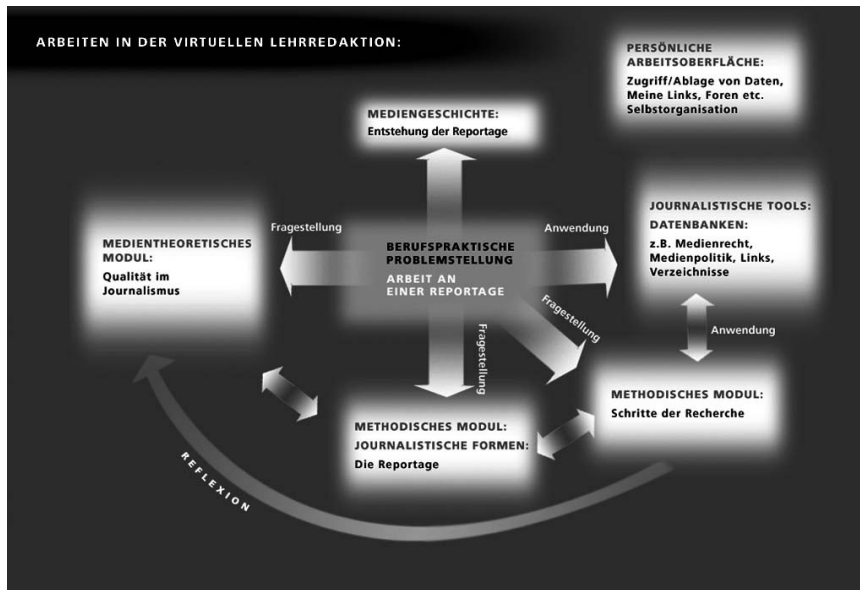 ARBEITEN IN DER VIRTUELLEN LEHRREDAKTION:
PERSÖNLICHE
ARBEITSOBERFLÄCHE:
Zugriff/Ablage von Daten,
Meine Links, Foren etc.
Selbstorganisation
MEDIENGESCHICHTE:
Entstehung der Reportage
JOURNALISTISCHE TOOLS:
DATENBANKEN:
z.B. Medienrecht,
Medienpolitik, Links,
Verzeichnisse
Fragestellung
Anwendung
MEDIENTHEORETISCHES
MODUL:
Qualität im
Journalismus
BERUFSPRAKTISCHE
PROBLEMSTELLUNG
ARBEIT AN
EINER REPORTAGE
Fragestellung
Fragestellung
Anwendung
METHODISCHES MODUL:
Schritte der Recherche
METHODISCHES MODUL:
JOURNALISTISCHE FORMEN:
Die Reportage
REFLEXION